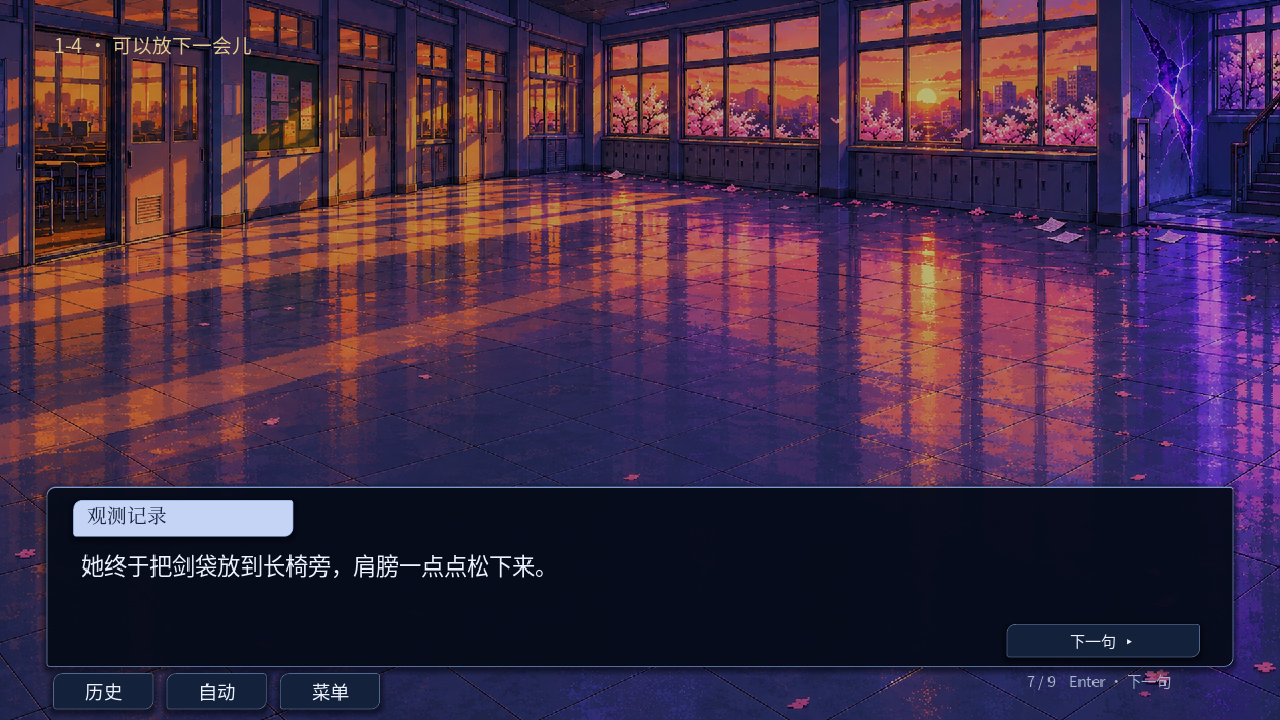 1-4 · 可以放下一会儿
观测记录
她终于把剑袋放到长椅旁，肩膀一点点松下来。
下一句 ▸
历史
自动
菜单
7 / 9 Enter · 下一句